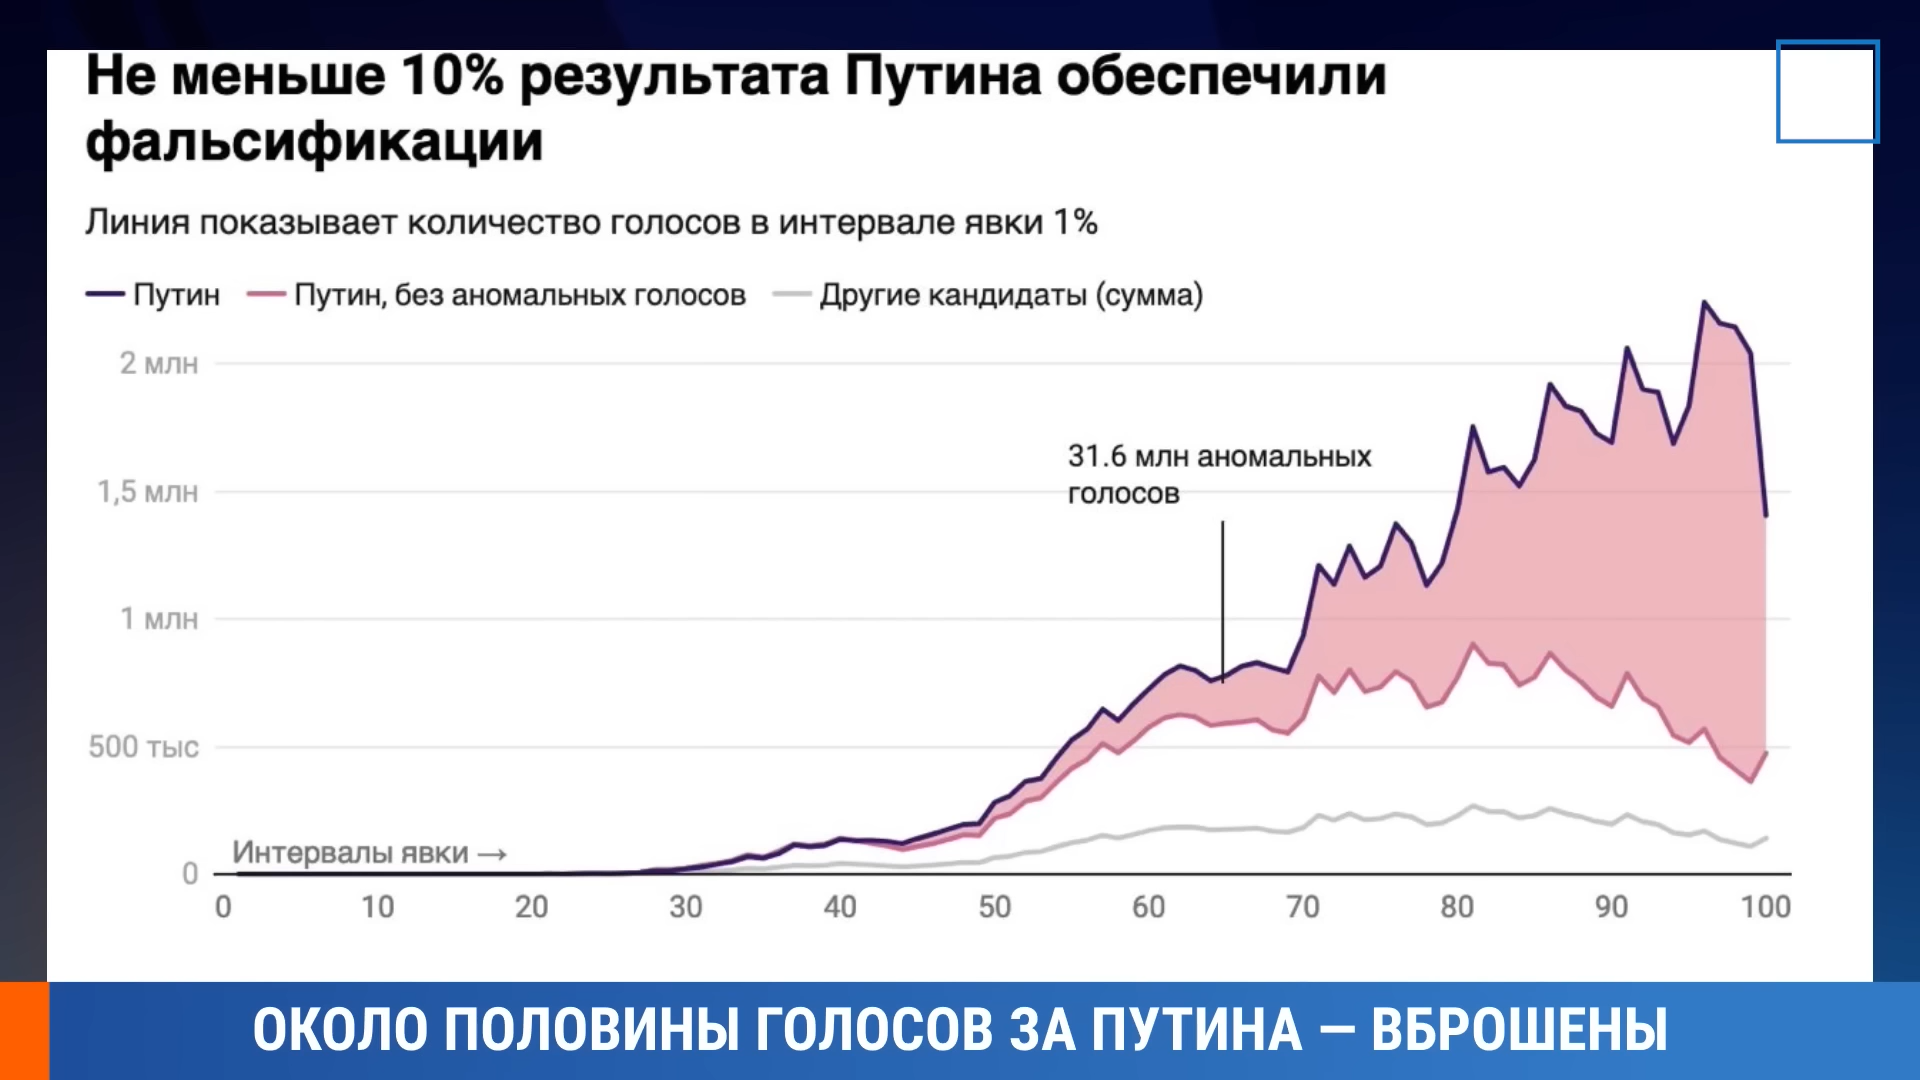 Не меньше 10% результата Путина обеспечили
фальсификации
Линия показывает количество голосов в интервале явки 1%
Путин Путин, без аномальных голосов Другие кандидаты (сумма)
2 млн
31.6 млн аномальных
голосов
1,5 млн
1 млн
500 тыс
Интервалы явки →
0
0 10 20 30 40 50 60 70 80 90 100
ОКОЛО ПОЛОВИНЫ ГОЛОСОВ ЗА ПУТИНА — ВБРОШЕНЫ